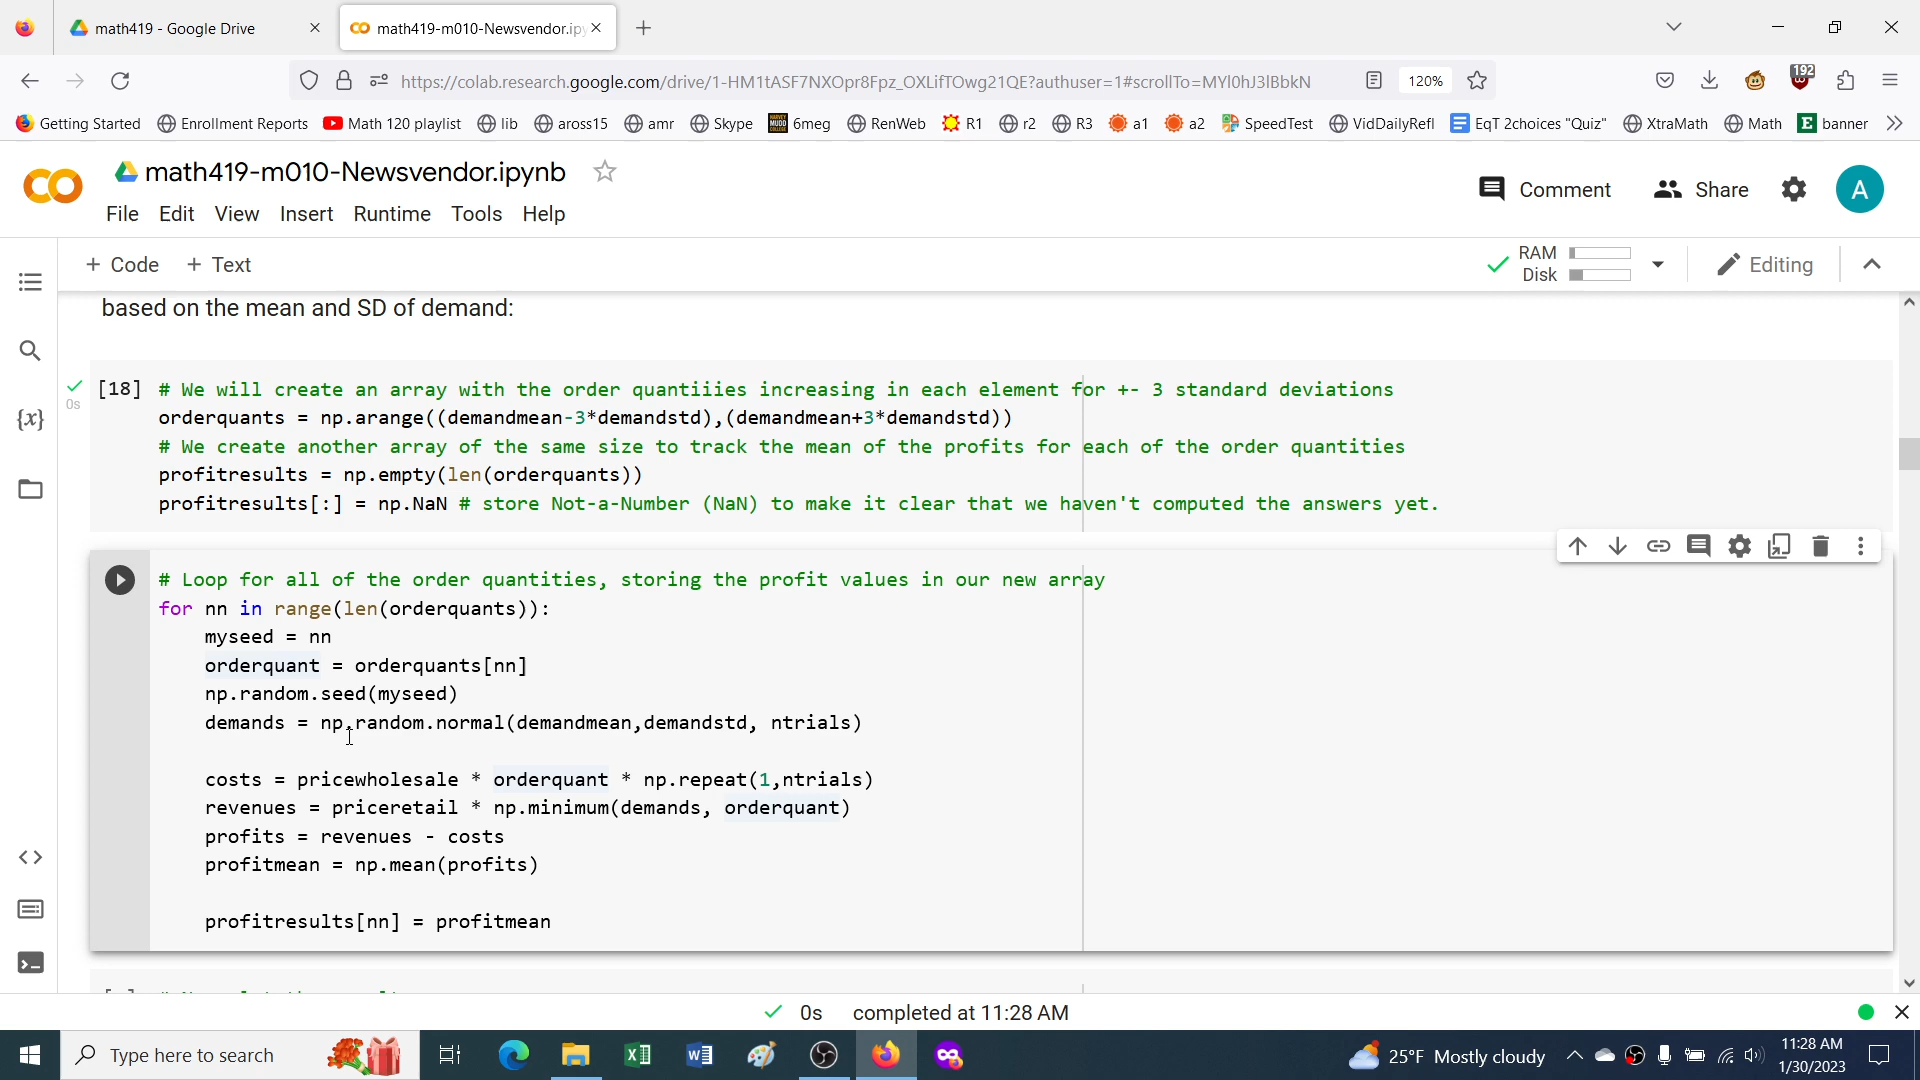 math419 - Google Drive
math419-m010-Newsvendor.ipy
https://colab.research.google.com/drive/1-HM1tASF7NXOpr8Fpz_OXLifTOwg21QE?authuser=1#scrollTo=MYl0hJ3lBbkN
120%
192
Getting Started Enrollment Reports Math 120 playlist lib aross15 amr Skype 6meg RenWeb R1 r2 R3 a1 a2 SpeedTest VidDailyRefl EqT 2choices "Quiz" XtraMath Math banner
math419-m010-Newsvendor.ipynb
Comment Share A
File Edit View Insert Runtime Tools Help
+ Code + Text
RAM
Disk
Editing
based on the mean and SD of demand:
[18] # We will create an array with the order quantiiies increasing in each element for +- 3 standard deviations
0s
orderquants = np.arange((demandmean-3*demandstd),(demandmean+3*demandstd))
# We create another array of the same size to track the mean of the profits for each of the order quantities
profitresults = np.empty(len(orderquants))
profitresults[:] = np.NaN # store Not-a-Number (NaN) to make it clear that we haven't computed the answers yet.
# Loop for all of the order quantities, storing the profit values in our new array
for nn in range(len(orderquants)):
myseed = nn
orderquant = orderquants[nn]
np.random.seed(myseed)
demands = np.random.normal(demandmean,demandstd, ntrials)
costs = pricewholesale * orderquant * np.repeat(1,ntrials)
revenues = priceretail * np.minimum(demands, orderquant)
profits = revenues - costs
profitmean = np.mean(profits)
profitresults[nn] = profitmean
0s completed at 11:28 AM
Type here to search
25°F Mostly cloudy
11:28 AM
1/30/2023